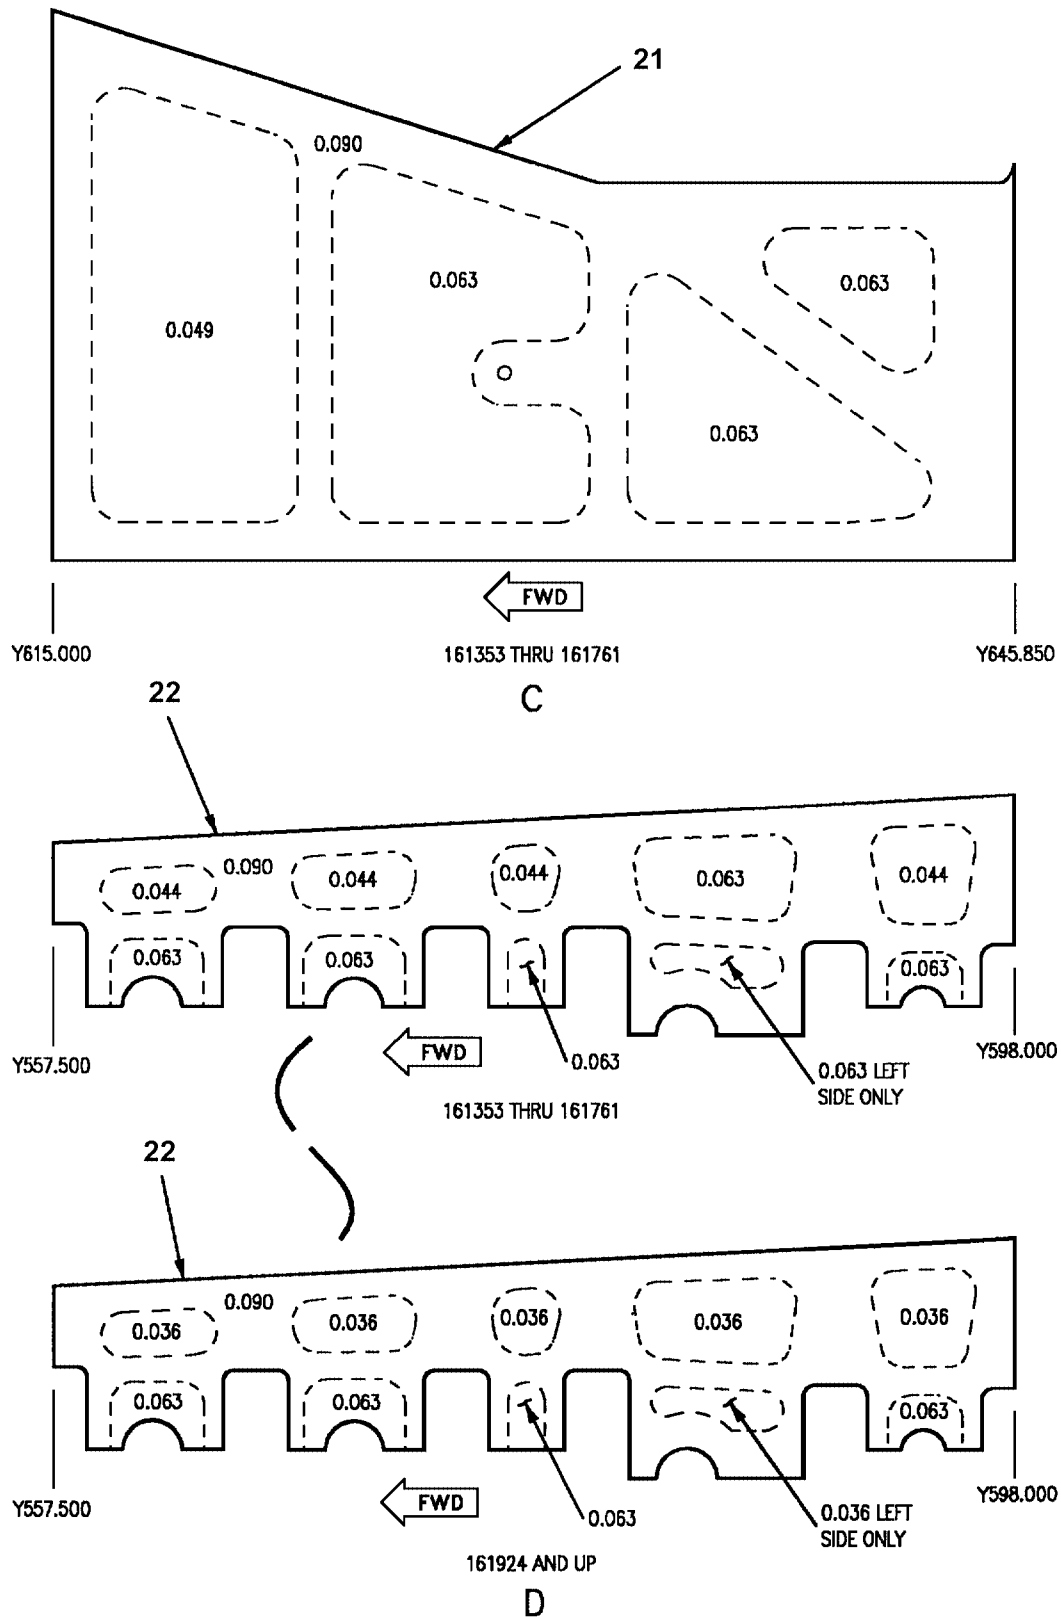 21
0.090
0.063
0.063
0.049
0.063
FWD
Y615.000
161353 THRU 161761
Y645.850
C
22
0.090
0.044
0.044
0.044
0.063
0.044
0.063
0.063
0.063
FWD
0.063
Y557.500
Y598.000
0.063 LEFT
SIDE ONLY
161353 THRU 161761
22
0.090
0.036
0.036
0.036
0.036
0.036
0.063
0.063
0.063
Y557.500
FWD
0.063
Y598.000
0.036 LEFT
SIDE ONLY
161924 AND UP
D